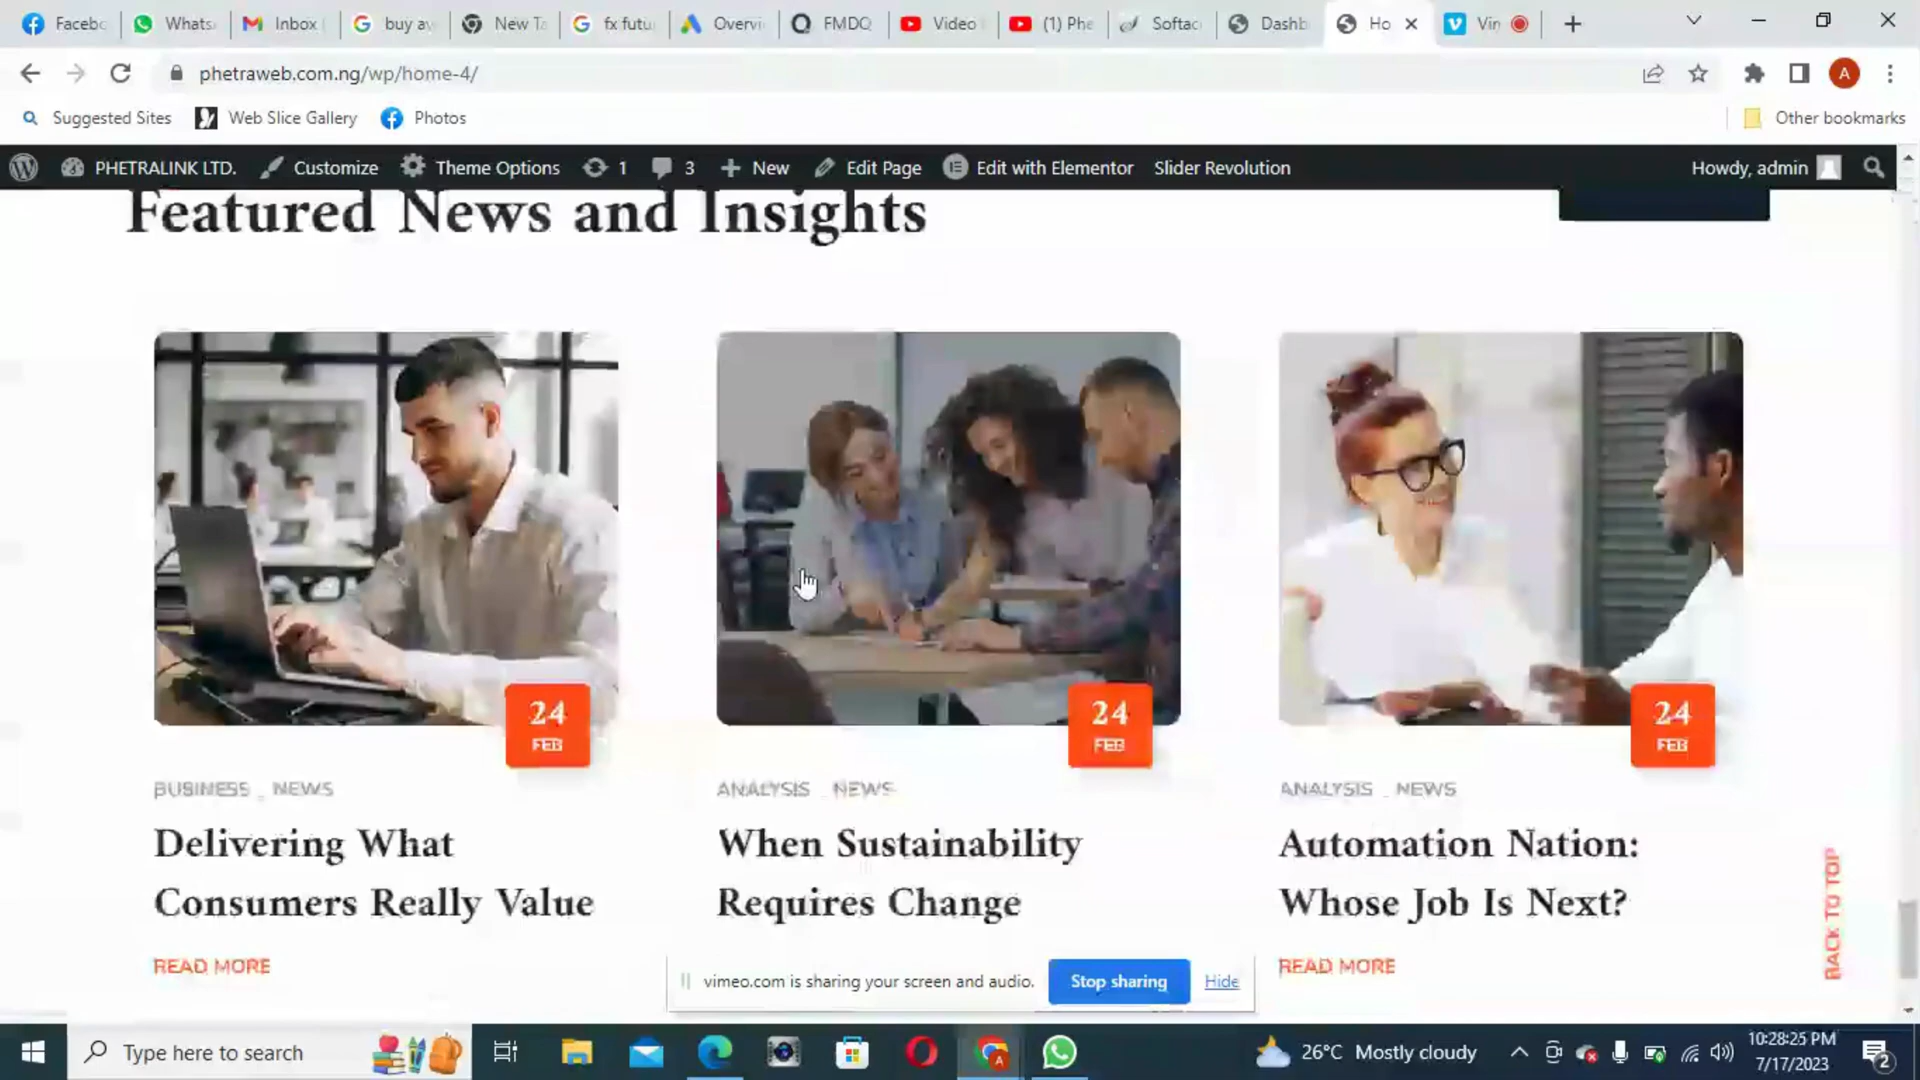 Facebo
Whats
Inbox
buy av
New Ta
fx futu
Overvi
FMDQ
Video
(1) Phe
Softac
Dashb
Ho
Vim
phetraweb.com.ng/wp/home-4/
A
Suggested Sites
Web Slice Gallery
Photos
Other bookmarks
PHETRALINK LTD.
Customize
Theme Options
1
3
New
Edit Page
Edit with Elementor
Slider Revolution
Howdy, admin
Featured News and Insights
24
FEB
24
FEB
24
FEB
BUSINESS _ NEWS
Delivering What
Consumers Really Value
READ MORE
ANALYSIS _ NEWS
When Sustainability
Requires Change
ANALYSIS _ NEWS
Automation Nation:
Whose Job Is Next?
READ MORE
BACK TO TOP
vimeo.com is sharing your screen and audio.
Stop sharing
Hide
Type here to search
26°C Mostly cloudy
10:28:25 PM
7/17/2023
2